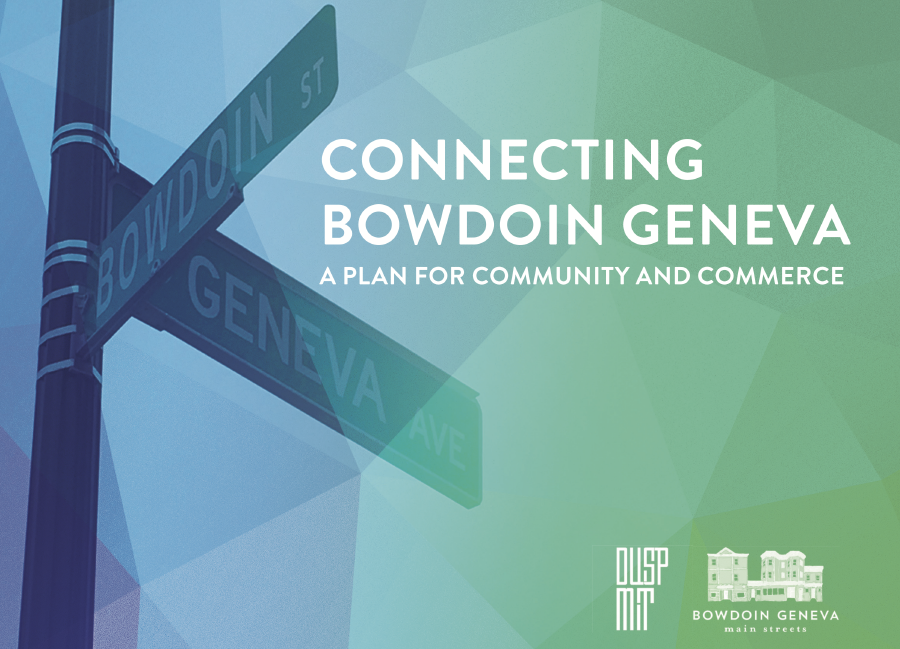 BOWDOIN ST
GENEVA AVE
CONNECTING
BOWDOIN GENEVA
A PLAN FOR COMMUNITY AND COMMERCE
DUSP
MIT
BOWDOIN GENEVA
main streets